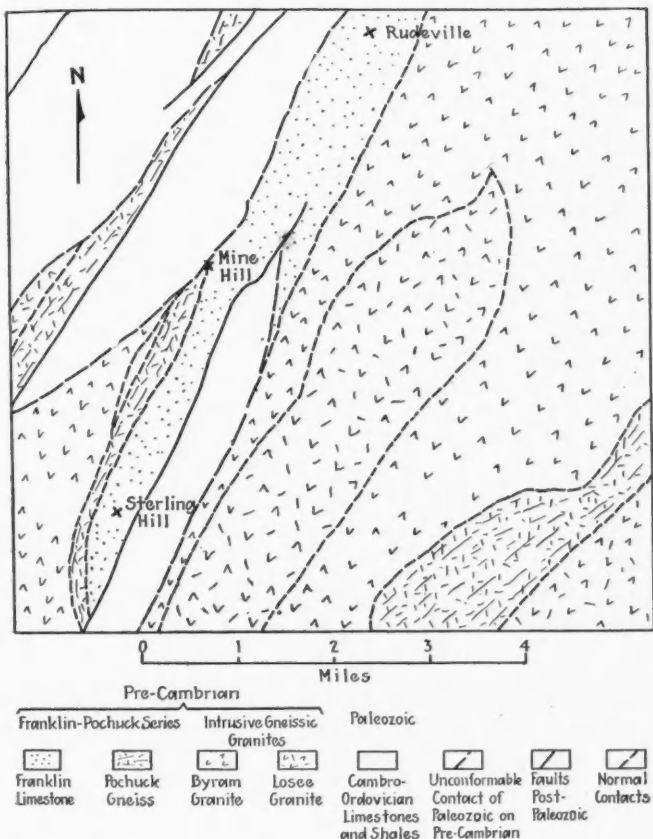 Rudeville
N
Mine
Hill
Sterling
Hill
0 1 2 3 4
Miles
Pre-Cambrian
Franklin-Pochuck Series Intrusive Gneissic
Granites
Paleozoic
Franklin
Limestone
Pochuck
Gneiss
Byram
Granite
Losee
Granite
Cambro-
Ordovician
Limestones
and Shales
Unconformable
Contact of
Paleozoic on
Pre-Cambrian
Faults
Post-
Paleozoic
Normal
Contacts